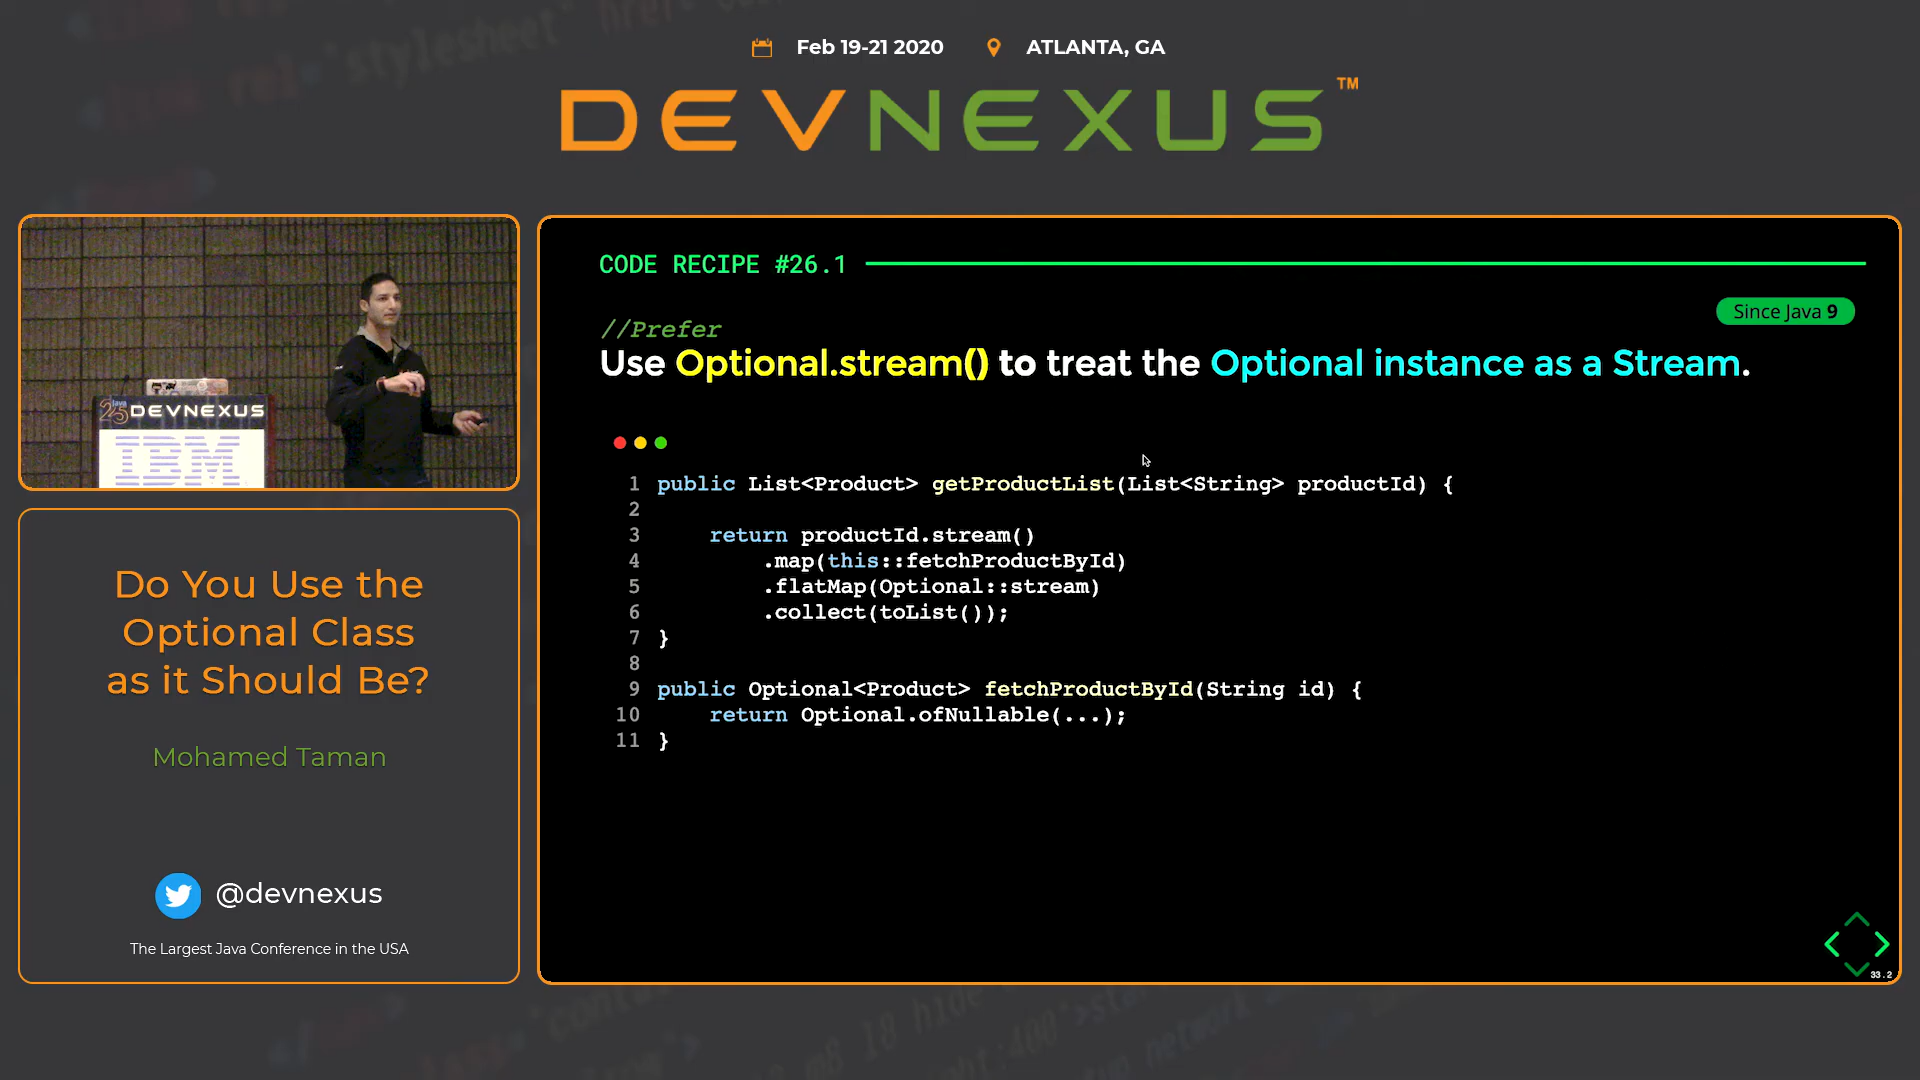 Feb 19-21 2020 ATLANTA, GA
DEVNEXUS™
Java 25 DEVNEXUS
IBM
Do You Use the
Optional Class
as it Should Be?
Mohamed Taman
@devnexus
The Largest Java Conference in the USA
CODE RECIPE #26.1
Since Java 9
//Prefer
Use Optional.stream() to treat the Optional instance as a Stream.
1 public List<Product> getProductList(List<String> productId) {
2
3     return productId.stream()
4         .map(this::fetchProductById)
5         .flatMap(Optional::stream)
6         .collect(toList());
7 }
8
9 public Optional<Product> fetchProductById(String id) {
10     return Optional.ofNullable(...);
11 }
33.2